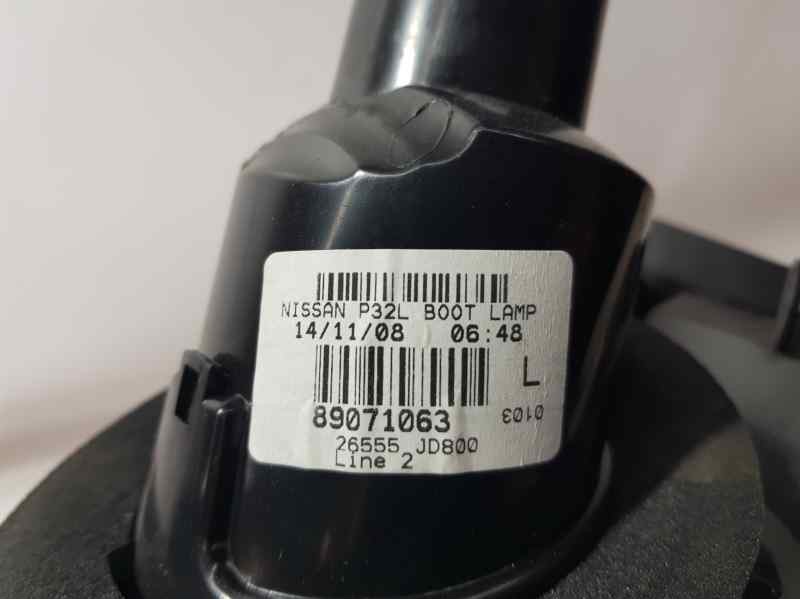 NISSAN P32L BOOT LAMP
14/11/08 06:48
L
89071063 0103
26555 JD800
Line 2